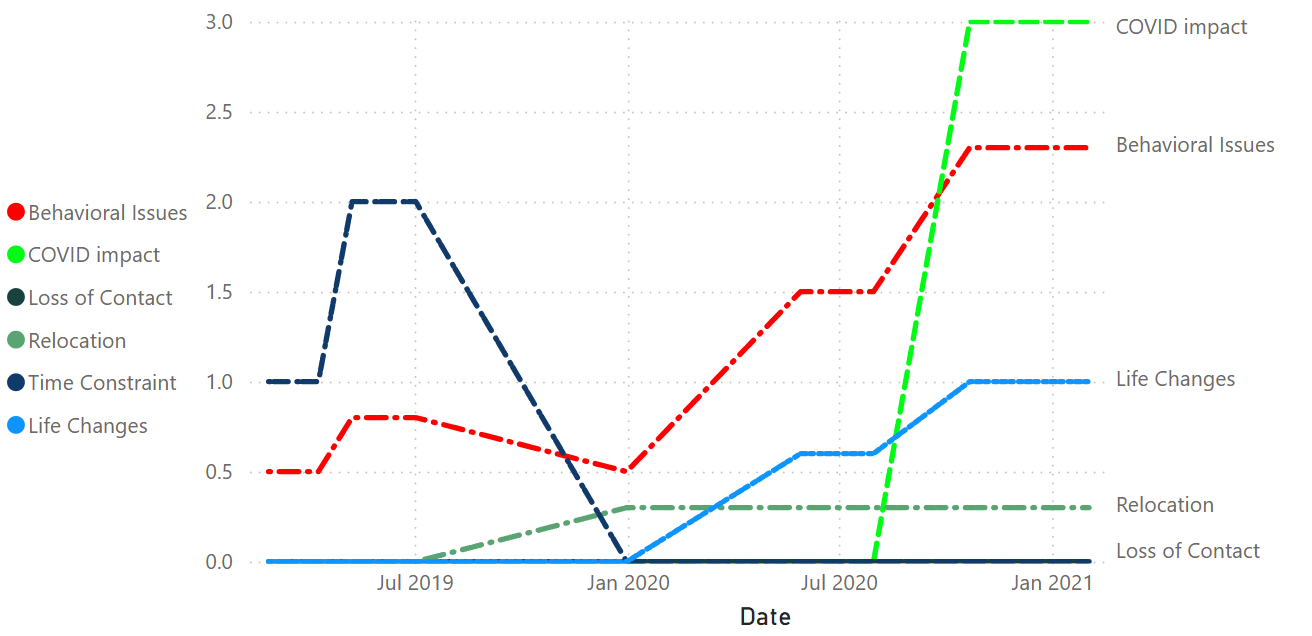 3.0
2.5
2.0
1.5
1.0
0.5
0.0
Behavioral Issues
COVID impact
Loss of Contact
Relocation
Time Constraint
Life Changes
COVID impact
Behavioral Issues
Life Changes
Relocation
Loss of Contact
Jul 2019
Jan 2020
Jul 2020
Jan 2021
Date